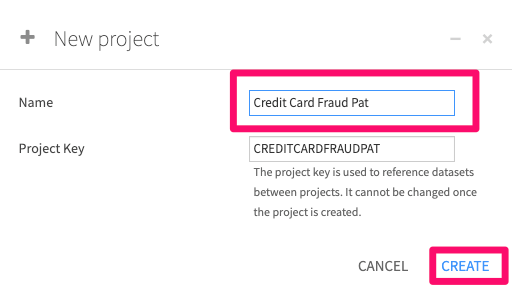 New project
Name
Credit Card Fraud Pat
Project Key
CREDITCARDFRAUDPAT
The project key is used to reference datasets
between projects. It cannot be changed once
the project is created.
CANCEL
CREATE